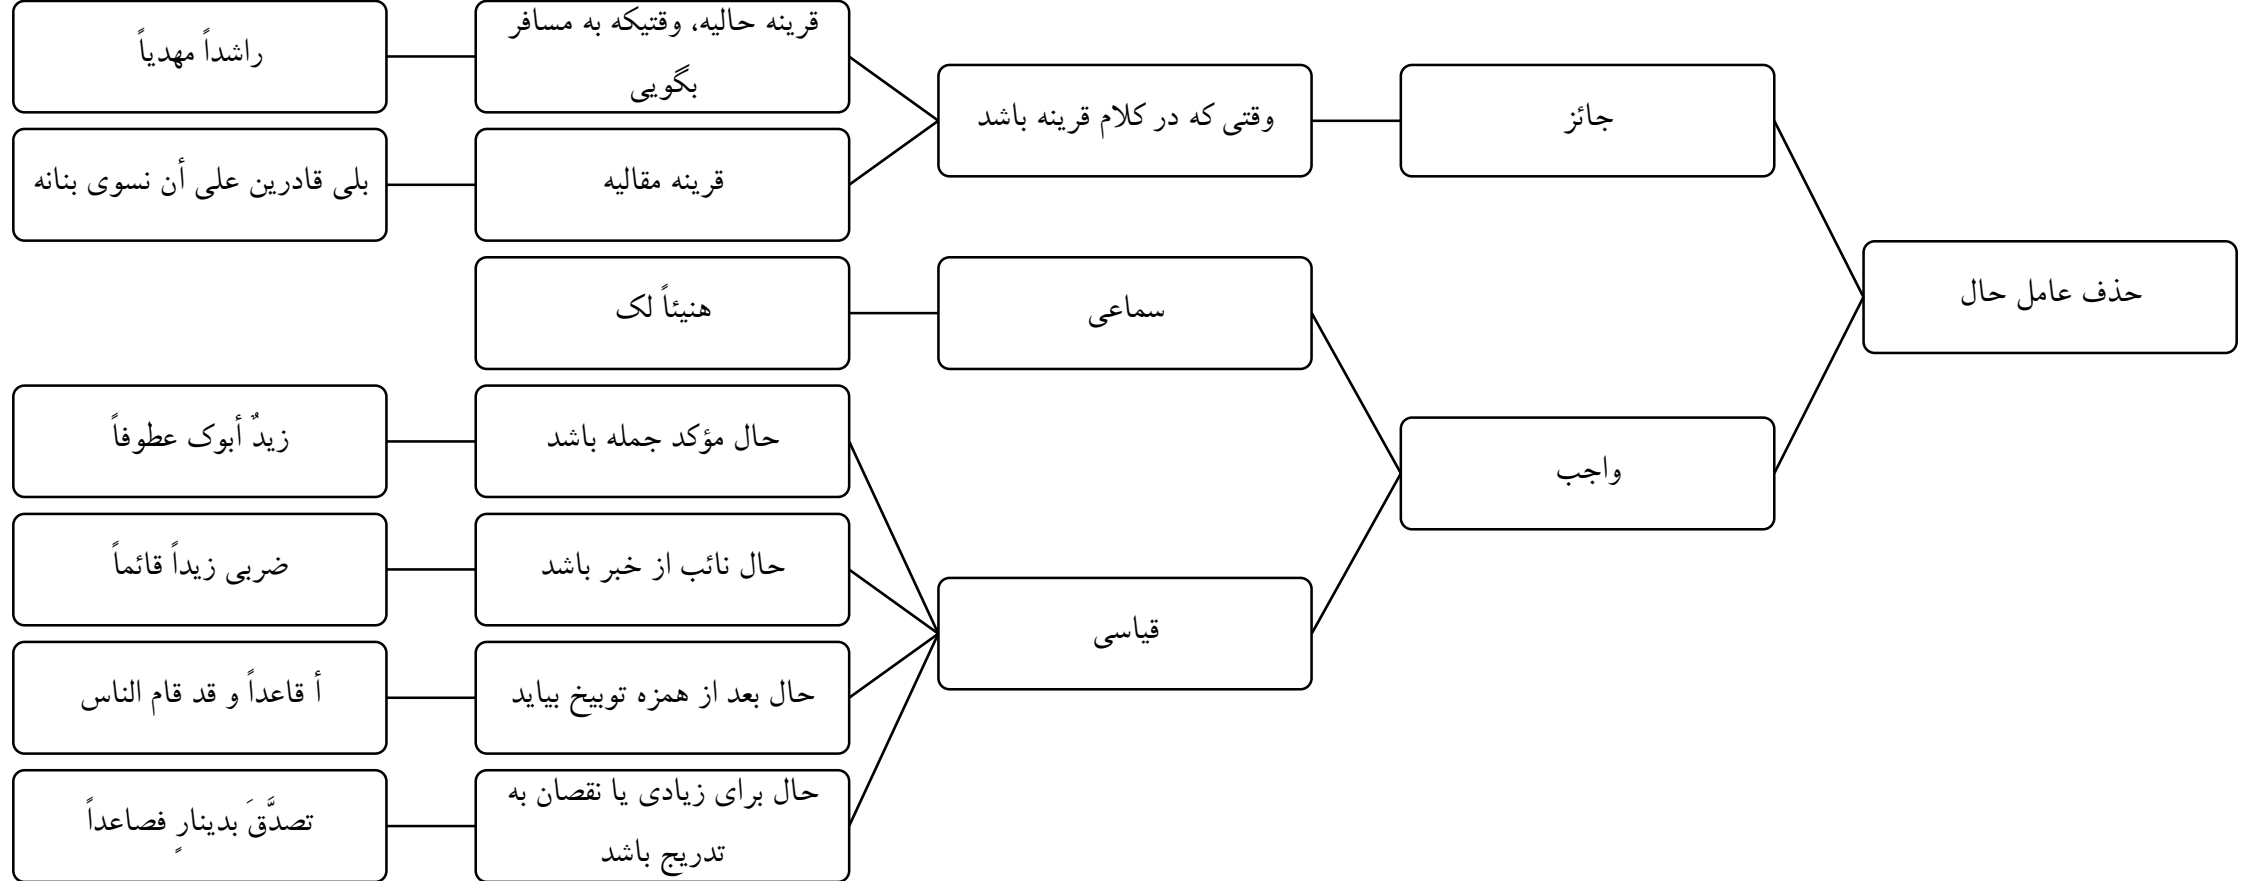 حذف عامل حال
جائز
وقتی که در کلام قرینه باشد
قرینه حالیه، وقتیکه به مسافر
بگویی
راشداً مهدیاً
قرینه مقالیه
بلی قادرین علی أن نسوی بنانه
واجب
سماعی
هنیئاً لک
قیاسی
حال مؤکد جمله باشد
زیدٌ أبوک عطوفاً
حال نائب از خبر باشد
ضربی زیداً قائماً
حال بعد از همزه توبیخ بیاید
أ قاعداً و قد قام الناس
حال برای زیادی یا نقصان به
تدریج باشد
تصدَّقَ بدینارٍ فصاعداً